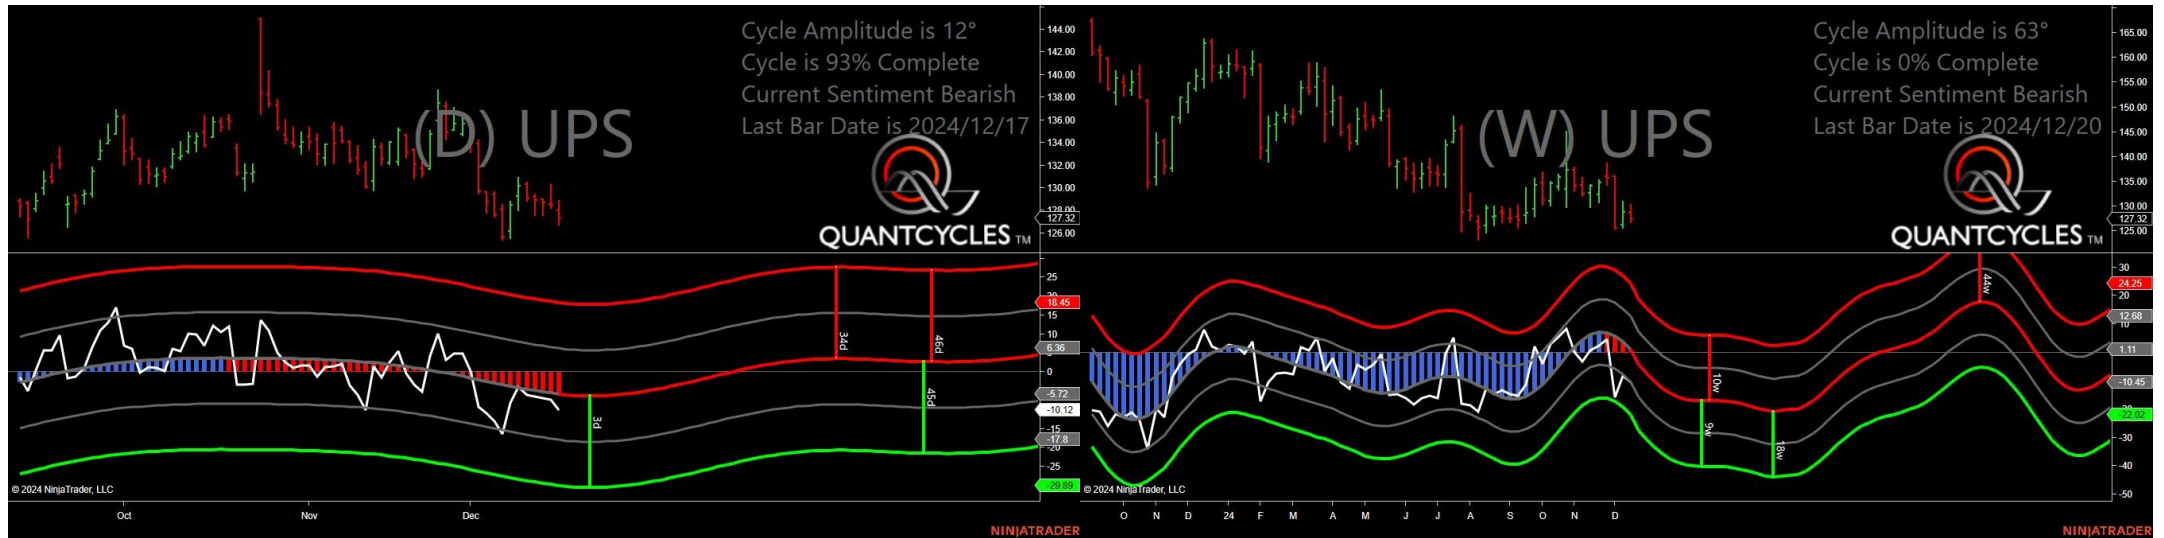 Cycle Amplitude is 12°
Cycle is 93% Complete
Current Sentiment Bearish
Last Bar Date is 2024/12/17
(D) UPS
QUANTCYCLES TM
144.00
142.00
140.00
138.00
136.00
134.00
132.00
130.00
128.00
127.32
126.00
25
20
18.45
15
10
6.36
5
0
-5.72
-10.12
-15
-17.8
-20
-25
-29.89
34d
46d
45d
3d
© 2024 NinjaTrader, LLC
Oct Nov Dec
NINJATRADER
Cycle Amplitude is 63°
Cycle is 0% Complete
Current Sentiment Bearish
Last Bar Date is 2024/12/20
(W) UPS
QUANTCYCLES TM
165.00
160.00
155.00
150.00
145.00
140.00
135.00
130.00
127.32
125.00
30
24.25
20
12.68
10
1.11
-10.45
-22.02
-30
-40
-50
44w
10w
9w
18w
© 2024 NinjaTrader, LLC
O N D 24 F M A M J J A S O N D
NINJATRADER